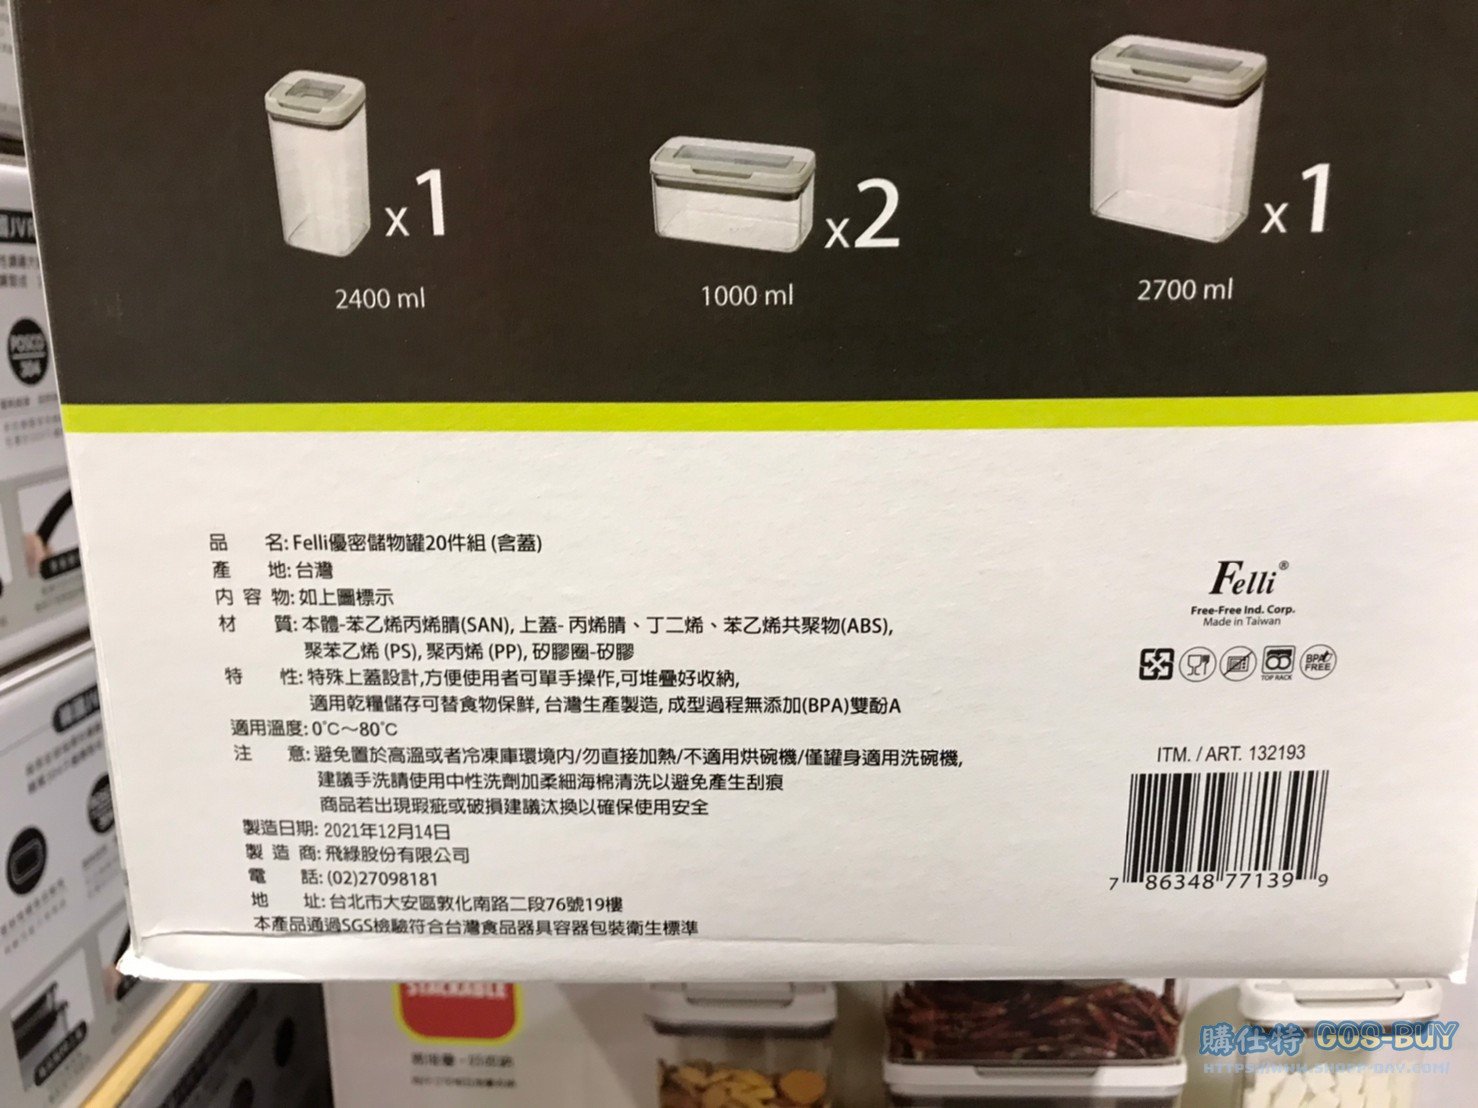 x1
x2
x1
2400 ml
1000 ml
2700 ml
品 名: Felli優密儲物罐20件組 (含蓋)
產 地: 台灣
內 容 物: 如上圖標示
材 質: 本體-苯乙烯丙烯腈(SAN), 上蓋- 丙烯腈、丁二烯、苯乙烯共聚物(ABS),
聚苯乙烯 (PS), 聚丙烯 (PP), 矽膠圈-矽膠
特 性: 特殊上蓋設計,方便使用者可單手操作,可堆疊好收納,
適用乾糧儲存可替食物保鮮, 台灣生產製造, 成型過程無添加(BPA)雙酚A
適用溫度: 0℃～80℃
注 意: 避免置於高溫或者冷凍庫環境內/勿直接加熱/不適用烘碗機/僅罐身適用洗碗機,
建議手洗請使用中性洗劑加柔細海棉清洗以避免產生刮痕
商品若出現瑕疵或破損建議汰換以確保使用安全
製造日期: 2021年12月14日
製 造 商: 飛綠股份有限公司
電 話: (02)27098181
地 址: 台北市大安區敦化南路二段76號19樓
本產品通過SGS檢驗符合台灣食品器具容器包裝衛生標準
Felli®
Free-Free Ind. Corp.
Made in Taiwan
TOP RACK
BPA FREE
ITM. / ART. 132193
7 86348 77139 9
POSCO
304
STACKABLE
購仕特 GOS-BUY
HTTPS://WWW.SHOPP-BAY.COM/